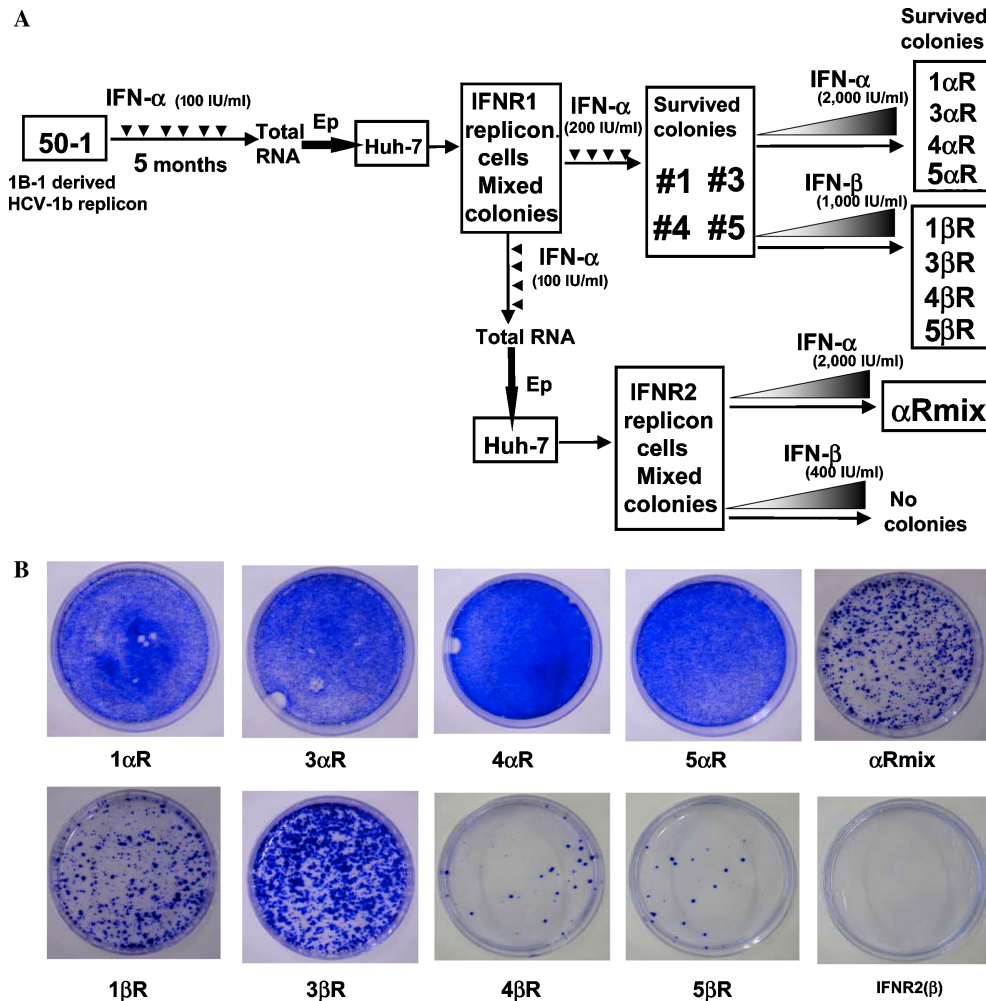 A
Survived
colonies
IFN-α (100 IU/ml)
50-1
5 months
1B-1 derived
HCV-1b replicon
Total
RNA
Ep
Huh-7
IFNR1
replicon
cells
Mixed
colonies
IFN-α
(200 IU/ml)
Survived
colonies
#1 #3
#4 #5
IFN-α
(2,000 IU/ml)
1αR
3αR
4αR
5αR
IFN-β
(1,000 IU/ml)
1βR
3βR
4βR
5βR
IFN-α
(100 IU/ml)
Total RNA
Ep
Huh-7
IFNR2
replicon
cells
Mixed
colonies
IFN-α
(2,000 IU/ml)
αRmix
IFN-β
(400 IU/ml)
No
colonies
B
1αR 3αR 4αR 5αR αRmix
1βR 3βR 4βR 5βR IFNR2(β)